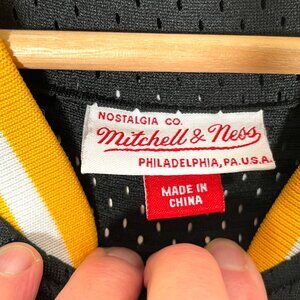 NOSTALGIA CO.
Mitchell & Ness
PHILADELPHIA, PA. U.S.A.
MADE IN
CHINA